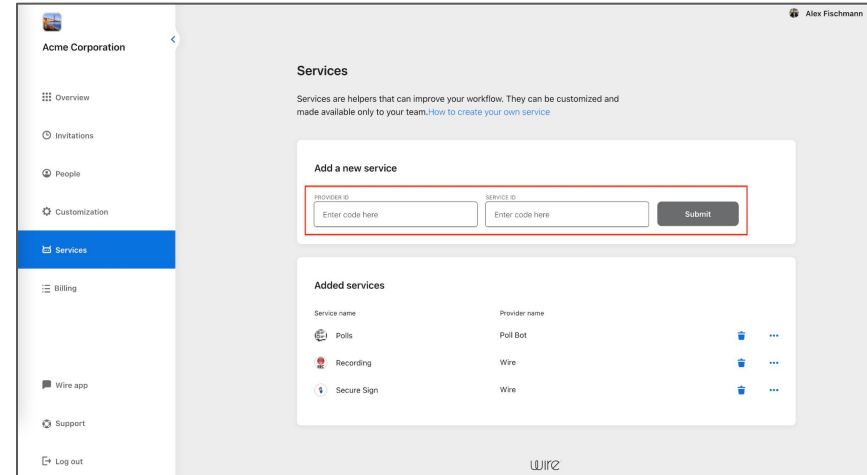 Alex Fischmann
Acme Corporation
Overview
Invitations
People
Customization
Services
Billing
Wire app
Support
Log out
Services
Services are helpers that can improve your workflow. They can be customized and
made available only to your team.How to create your own service
Add a new service
PROVIDER ID
SERVICE ID
Enter code here
Enter code here
Submit
Added services
Service name
Provider name
Polls
Poll Bot
Recording
Wire
Secure Sign
Wire
wire